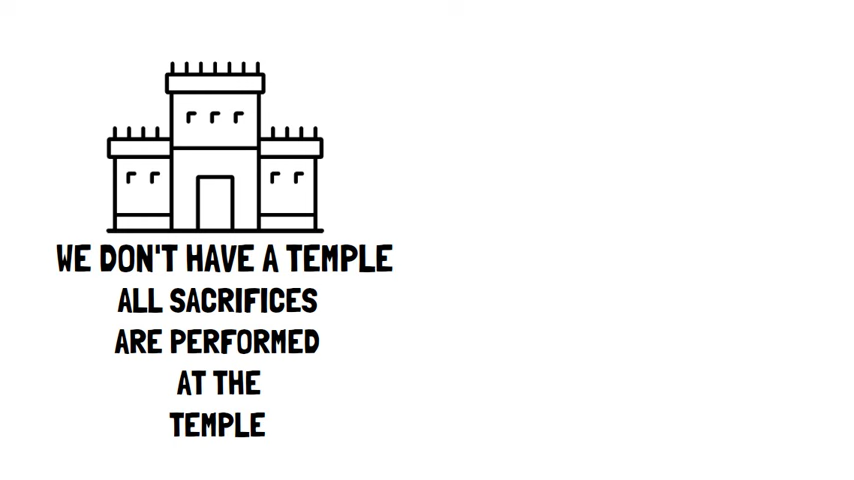 WE DON'T HAVE A TEMPLE
ALL SACRIFICES
ARE PERFORMED
AT THE
TEMPLE